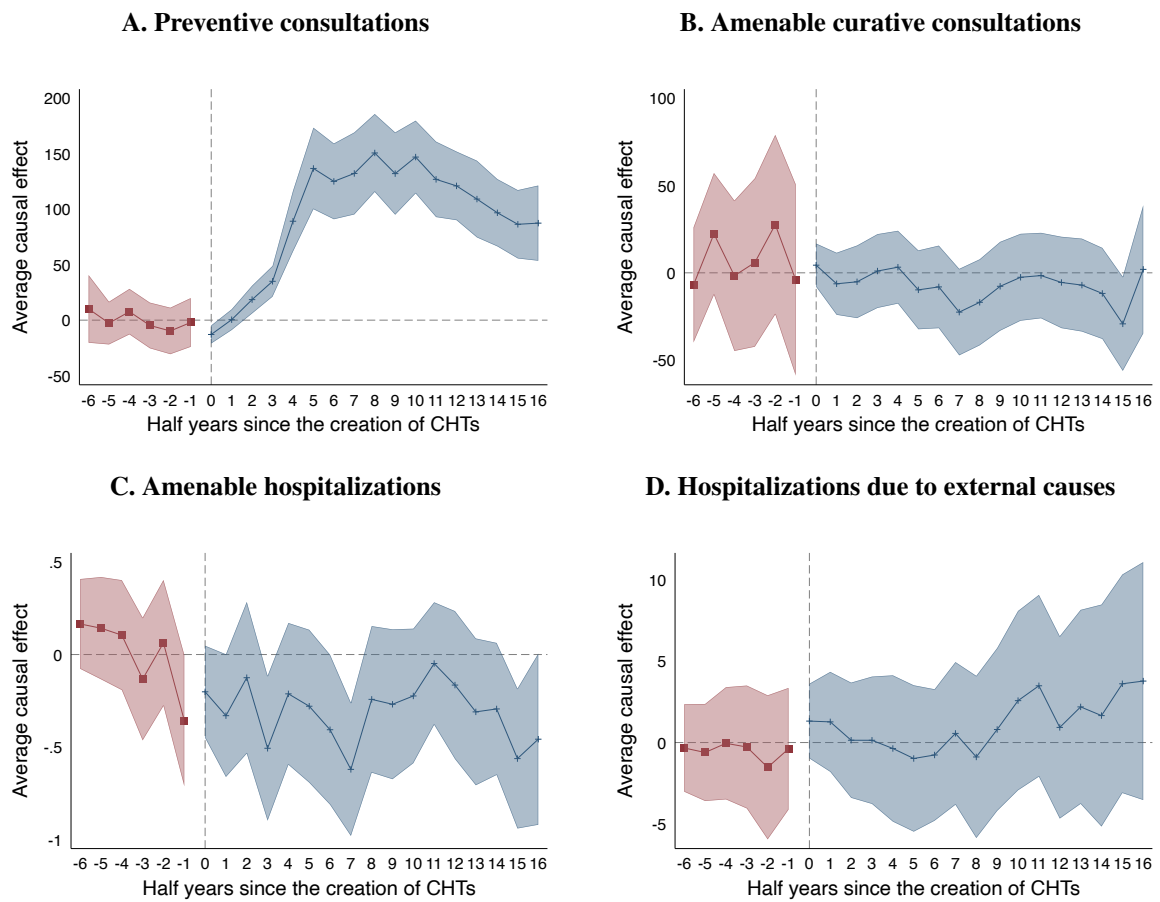 A. Preventive consultations
Average causal effect
200
150
100
50
0
-50
-6 -5 -4 -3 -2 -1 0 1 2 3 4 5 6 7 8 9 10 11 12 13 14 15 16
Half years since the creation of CHTs
B. Amenable curative consultations
Average causal effect
100
50
0
-50
-6 -5 -4 -3 -2 -1 0 1 2 3 4 5 6 7 8 9 10 11 12 13 14 15 16
Half years since the creation of CHTs
C. Amenable hospitalizations
Average causal effect
.5
0
-.5
-1
-6 -5 -4 -3 -2 -1 0 1 2 3 4 5 6 7 8 9 10 11 12 13 14 15 16
Half years since the creation of CHTs
D. Hospitalizations due to external causes
Average causal effect
10
5
0
-5
-6 -5 -4 -3 -2 -1 0 1 2 3 4 5 6 7 8 9 10 11 12 13 14 15 16
Half years since the creation of CHTs